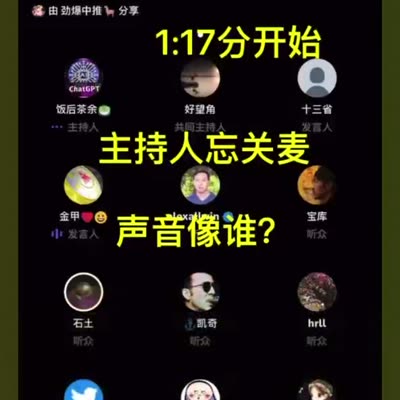 由 劲爆中推🦙 分享
1:17分开始
ChatGPT
饭后茶余🍵
好望角
十三省
主持人
共同主持人
发言人
主持人忘关麦
金甲❤️😃
宝库
发言人
听众
声音像谁?
石土
⚓凯奇
hrll
听众
听众
听众